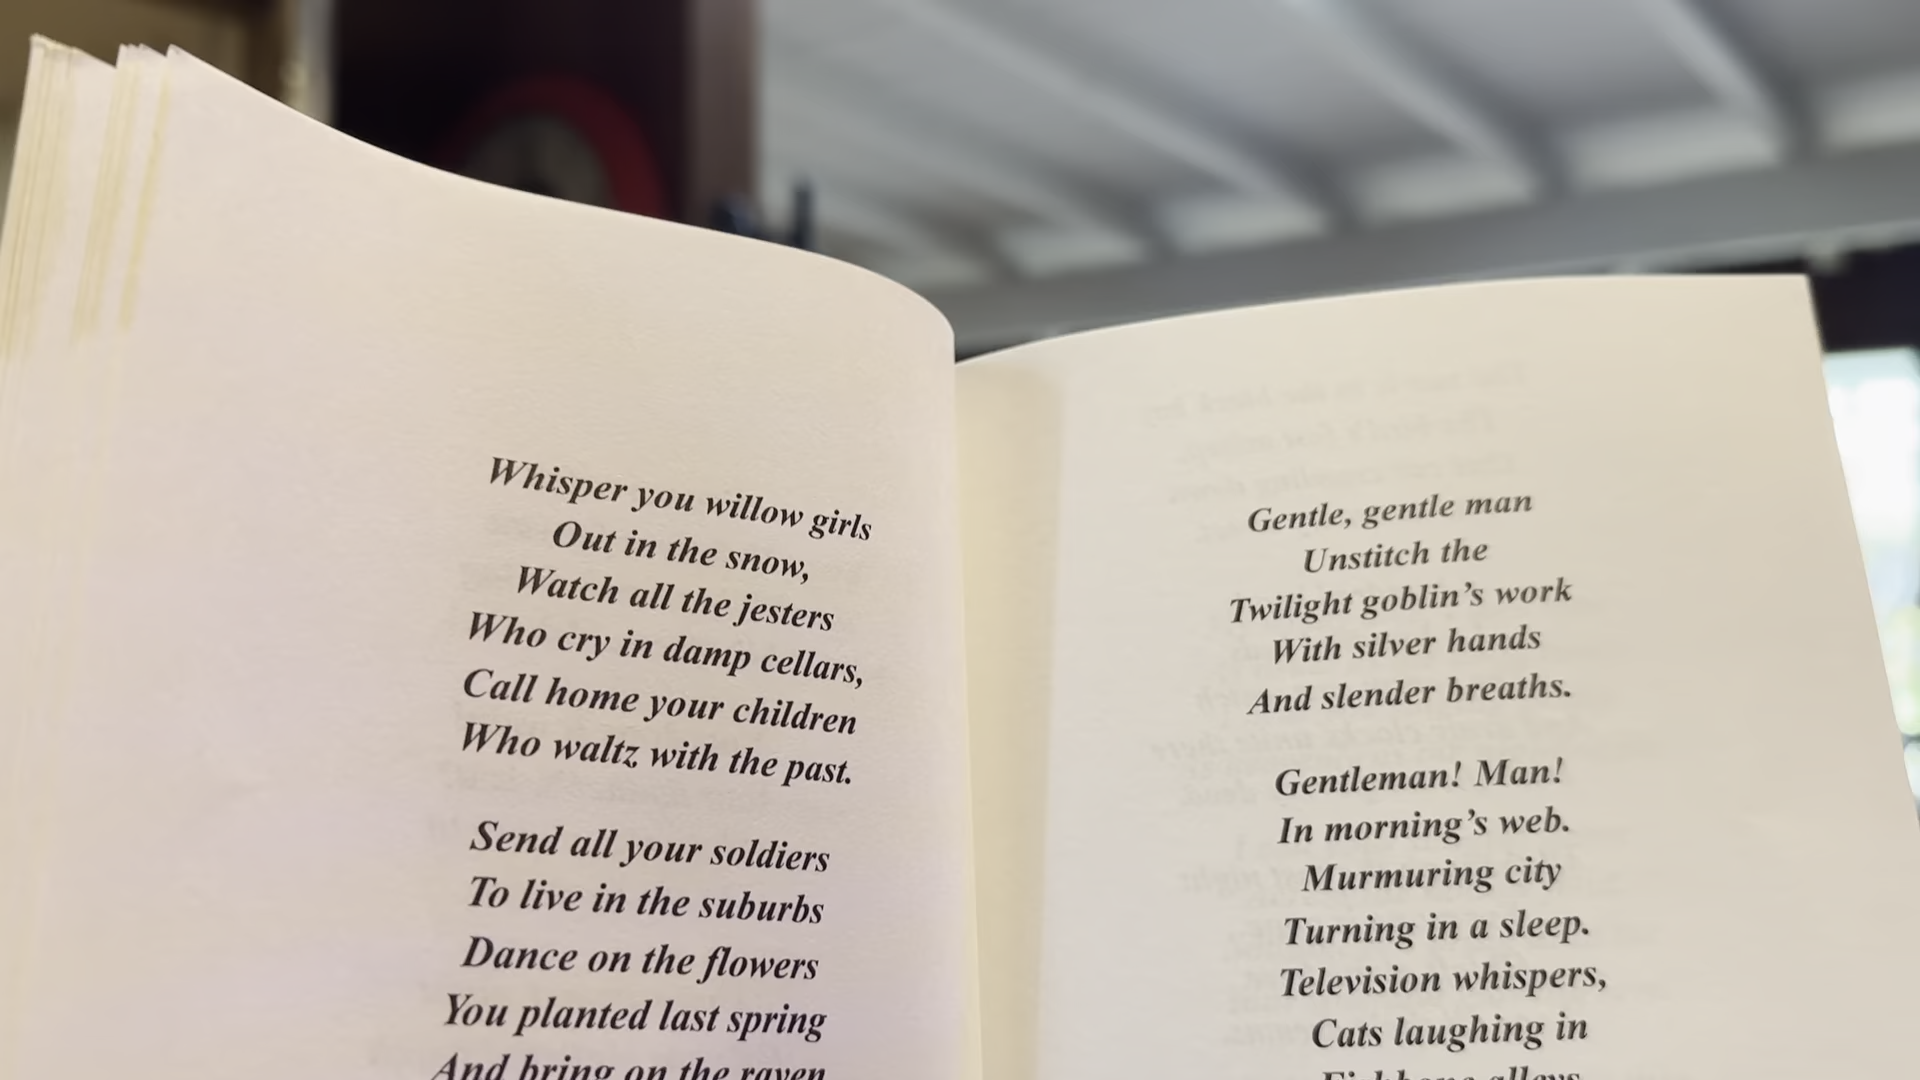 Whisper you willow girls
Out in the snow,
Watch all the jesters
Who cry in damp cellars,
Call home your children
Who waltz with the past.
Send all your soldiers
To live in the suburbs
Dance on the flowers
You planted last spring
And bring on the raven
Gentle, gentle man
Unstitch the
Twilight goblin’s work
With silver hands
And slender breaths.
Gentleman! Man!
In morning’s web.
Murmuring city
Turning in a sleep.
Television whispers,
Cats laughing in
Fishbone alleys